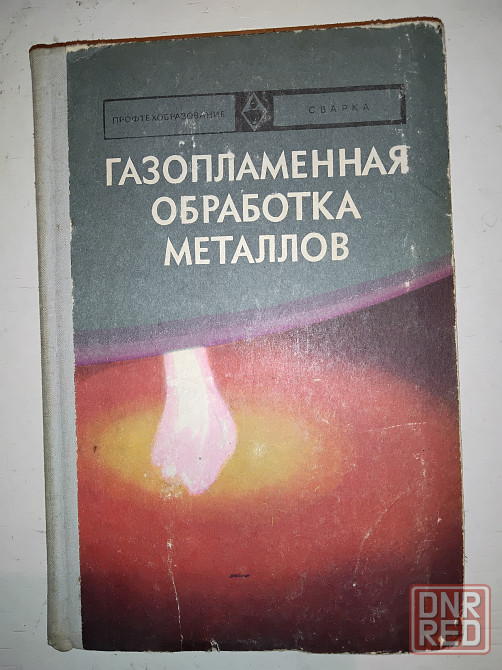 ПРОФТЕХОБРАЗОВАНИЕ СВАРКА
ГАЗОПЛАМЕННАЯ
ОБРАБОТКА
МЕТАЛЛОВ
DNR
RED